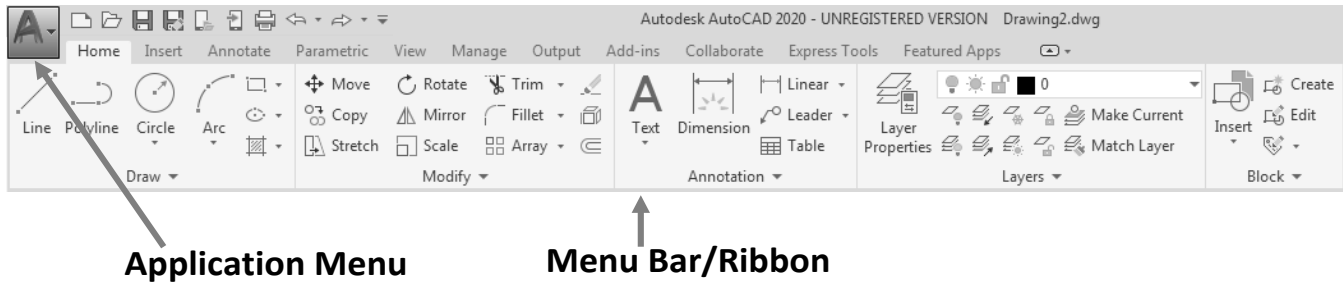 A
Autodesk AutoCAD 2020 - UNREGISTERED VERSION Drawing2.dwg
Home Insert Annotate Parametric View Manage Output Add-ins Collaborate Express Tools Featured Apps
Line Polyline Circle Arc
Move Rotate Trim
Copy Mirror Fillet
Stretch Scale Array
Draw Modify
A
Text Dimension
Linear
Leader
Table
Annotation
Layer
Properties
0
Make Current
Match Layer
Layers
Insert
Create
Edit
Block
Application Menu Menu Bar/Ribbon